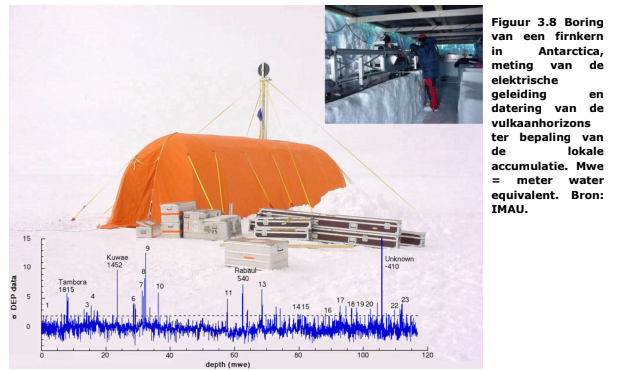 Figuur 3.8 Boring
van een firnkern
in Antarctica,
meting van de
elektrische
geleiding en
datering van de
vulkaanhorizons
ter bepaling van
de lokale
accumulatie. Mwe
= meter water
equivalent. Bron:
IMAU.
15
10
5
0
σ DEP data
1
Tambora
1815
3
4
Kuwae
1452
6
7
8
9
10
11
Rabaul
540
13
14 15
16
17
18 19
20
Unknown
-410
22
23
0 20 40 60 80 100 120
depth (mwe)